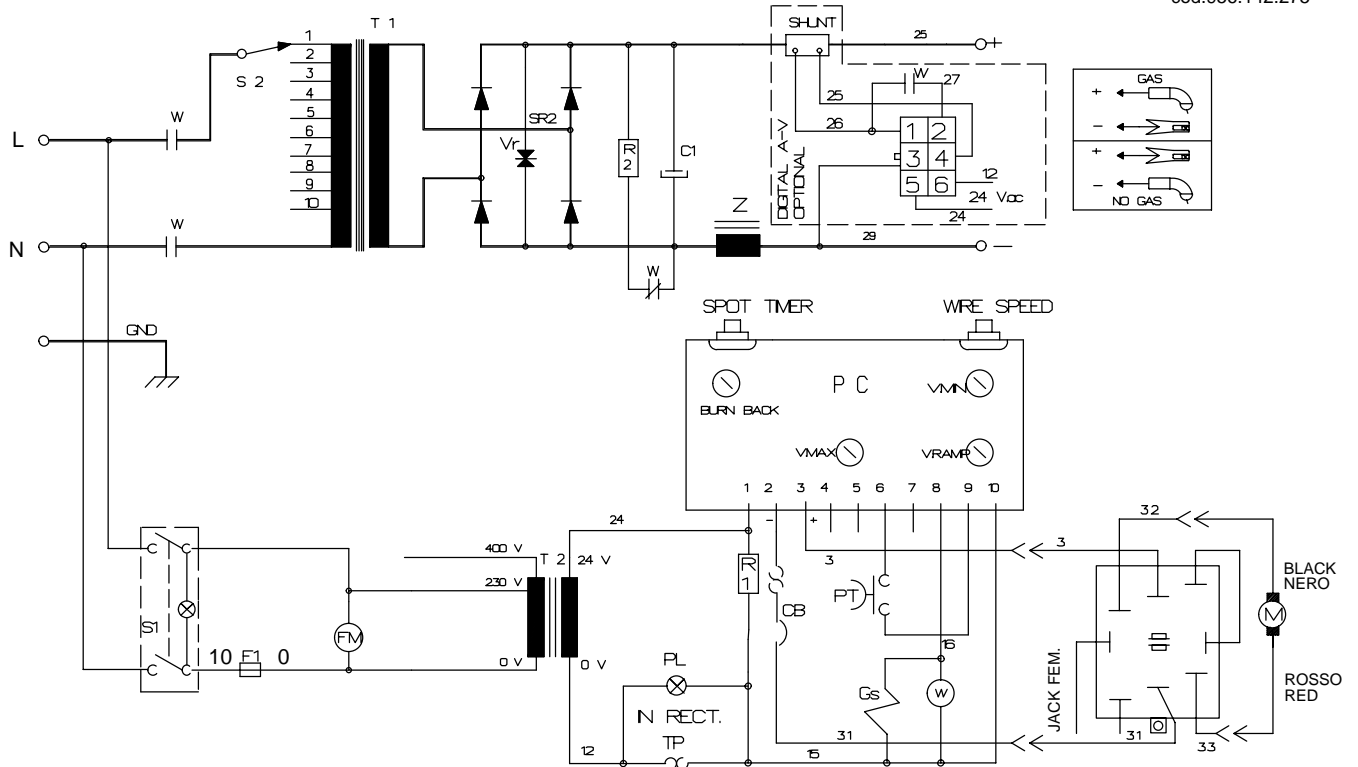 T 1
SHUNT
25
+
1
2
3
4
5
6
7
8
9
10
S 2
W
W
27
GAS
+
–
+
–
NO GAS
L
W
Vr
SR2
R
2
C1
DIGITAL A-V
OPTIONAL
25
26
1 2
3 4
5 6
12
24 Vac
24
Z
N
W
29
–
W
GND
SPOT TIMER
WIRE SPEED
P C
VMIN
BURN BACK
VMAX
VRAMP
1 2 3 4 5 6 7 8 9 10
–
+
24
400 V
T 2
24 V
230 V
0 V
0 V
S1
10 F1 0
FM
R
1
3
3
32
CB
PT
16
PL
IN RECT.
TP
12
Gs
W
31
15
BLACK
NERO
M
ROSSO
RED
JACK FEM.
31
33